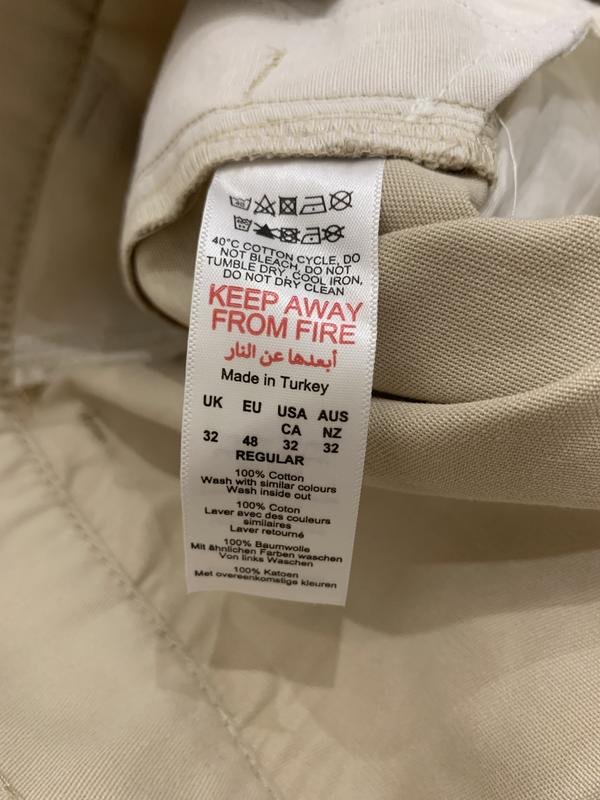 40°C COTTON CYCLE, DO
NOT BLEACH, DO NOT
TUMBLE DRY, COOL IRON,
DO NOT DRY CLEAN
KEEP AWAY
FROM FIRE
أبعدها عن النار
Made in Turkey
UK EU USA AUS
CA NZ
32 48 32 32
REGULAR
100% Cotton
Wash with similar colours
Wash inside out
100% Coton
Laver avec des couleurs
similaires
Laver retourné
100% Baumwolle
Mit ähnlichen Farben waschen
Von links Waschen
100% Katoen
Met overeenkomstige kleuren